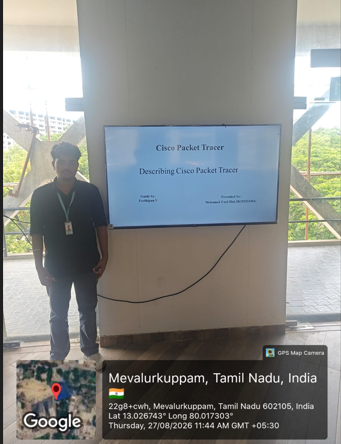 Cisco Packet Tracer
Describing Cisco Packet Tracer
GPS Map Camera
Mevalurkuppam, Tamil Nadu, India
22g8+cwh, Mevalurkuppam, Tamil Nadu 602105, India
Lat 13.026743° Long 80.017303°
Thursday, 27/08/2026 11:44 AM GMT +05:30
Google